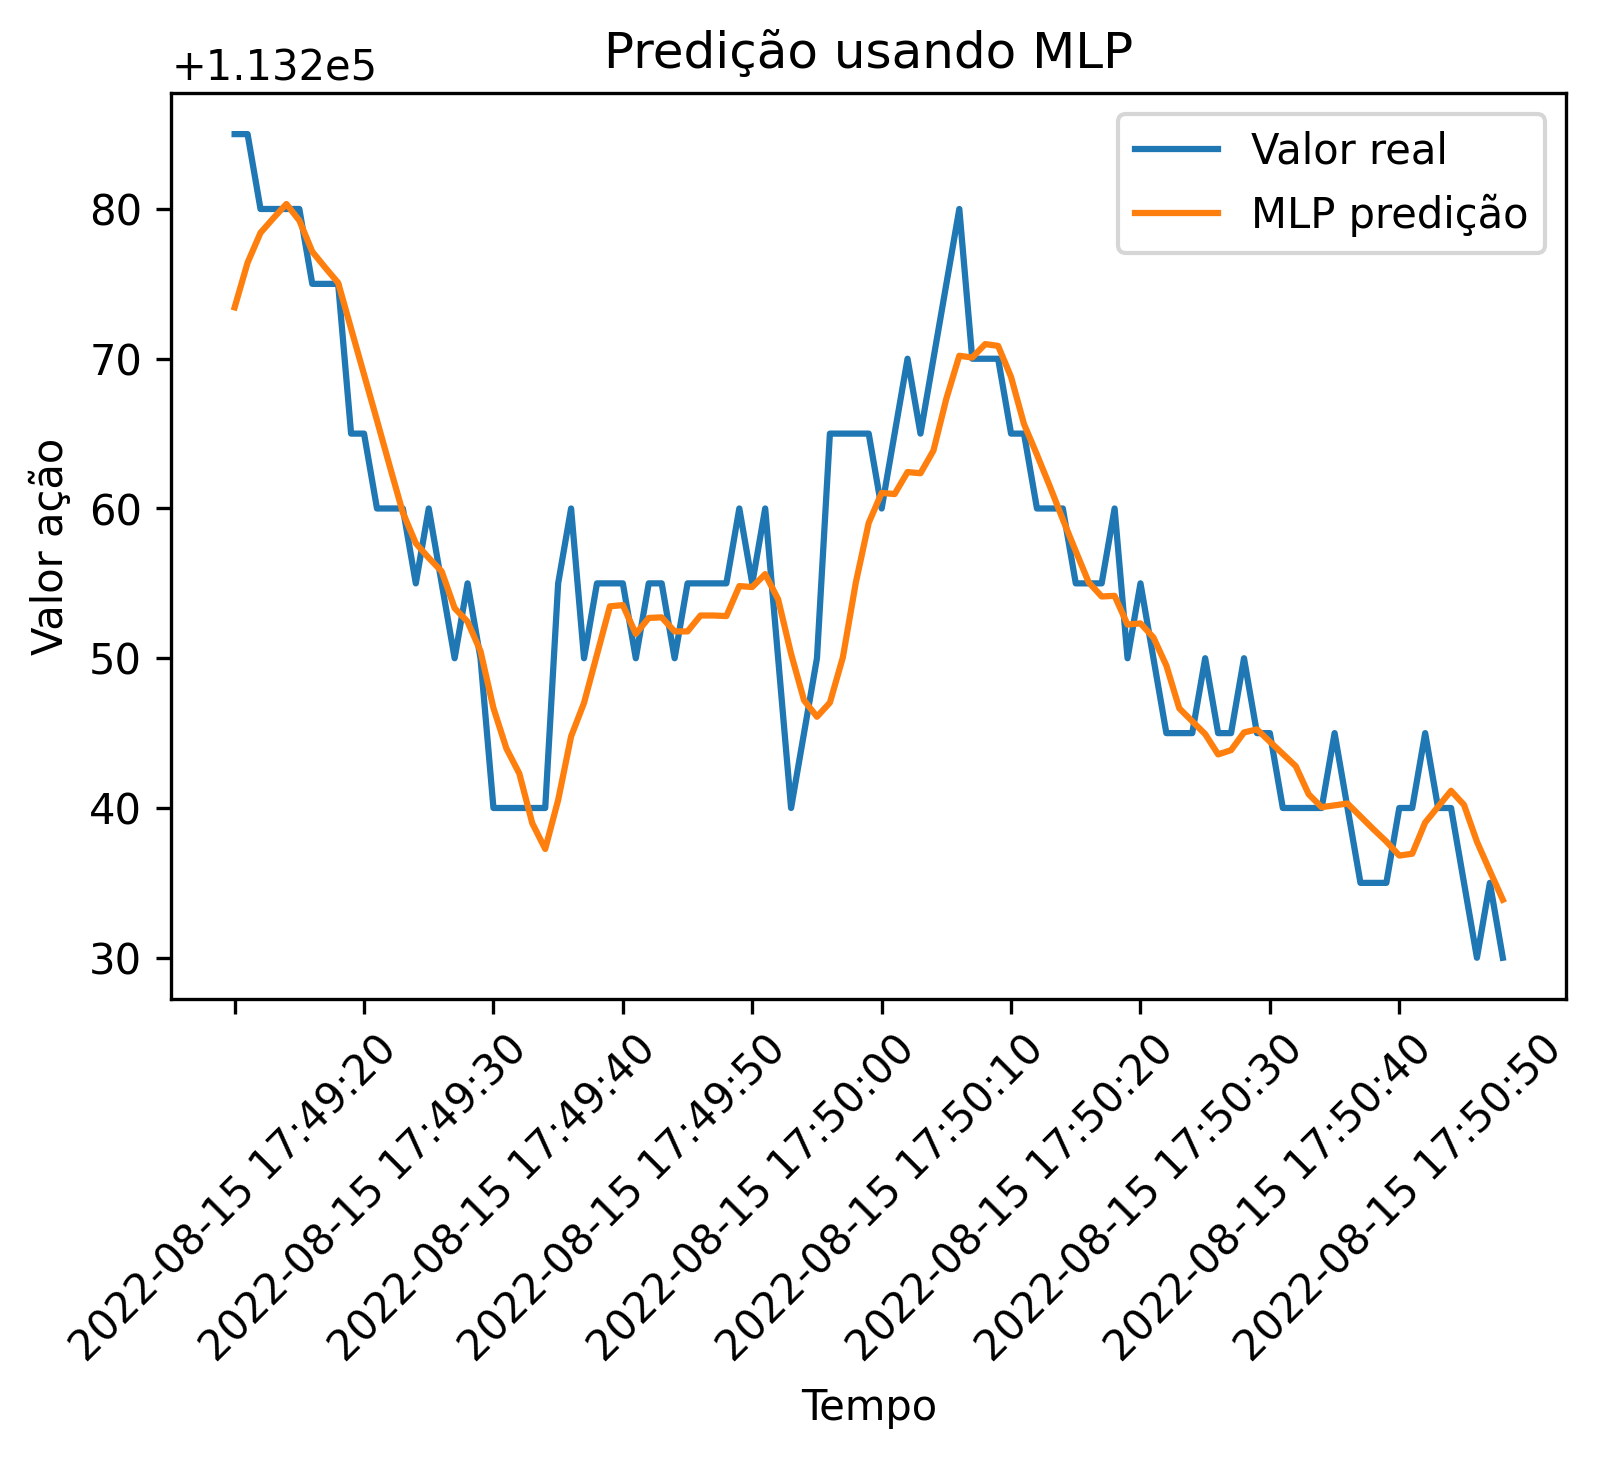 Predição usando MLP
+1.132e5
Valor real
MLP predição
80
70
60
50
40
30
Valor ação
2022-08-15 17:49:20
2022-08-15 17:49:30
2022-08-15 17:49:40
2022-08-15 17:49:50
2022-08-15 17:50:00
2022-08-15 17:50:10
2022-08-15 17:50:20
2022-08-15 17:50:30
2022-08-15 17:50:40
2022-08-15 17:50:50
Tempo